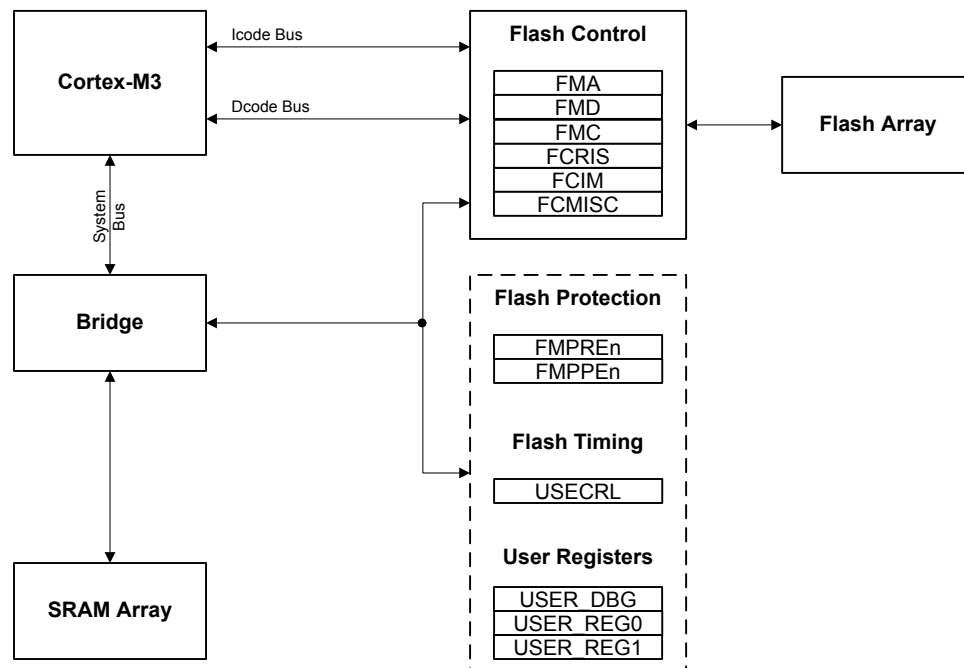 Cortex-M3
Icode Bus
Dcode Bus
System
Bus
Bridge
SRAM Array
Flash Control
FMA
FMD
FMC
FCRIS
FCIM
FCMISC
Flash Array
Flash Protection
FMPREn
FMPPEn
Flash Timing
USECRL
User Registers
USER_DBG
USER_REG0
USER_REG1